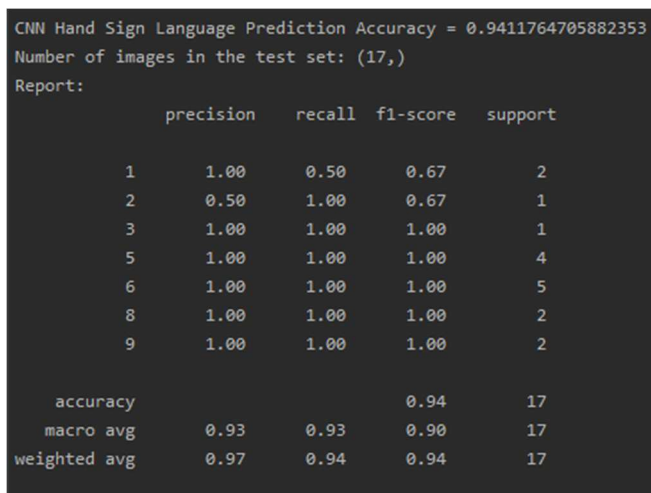 CNN Hand Sign Language Prediction Accuracy = 0.9411764705882353
Number of images in the test set: (17,)
Report:
precision recall f1-score support
1 1.00 0.50 0.67 2
2 0.50 1.00 0.67 1
3 1.00 1.00 1.00 1
5 1.00 1.00 1.00 4
6 1.00 1.00 1.00 5
8 1.00 1.00 1.00 2
9 1.00 1.00 1.00 2
accuracy 0.94 17
macro avg 0.93 0.93 0.90 17
weighted avg 0.97 0.94 0.94 17